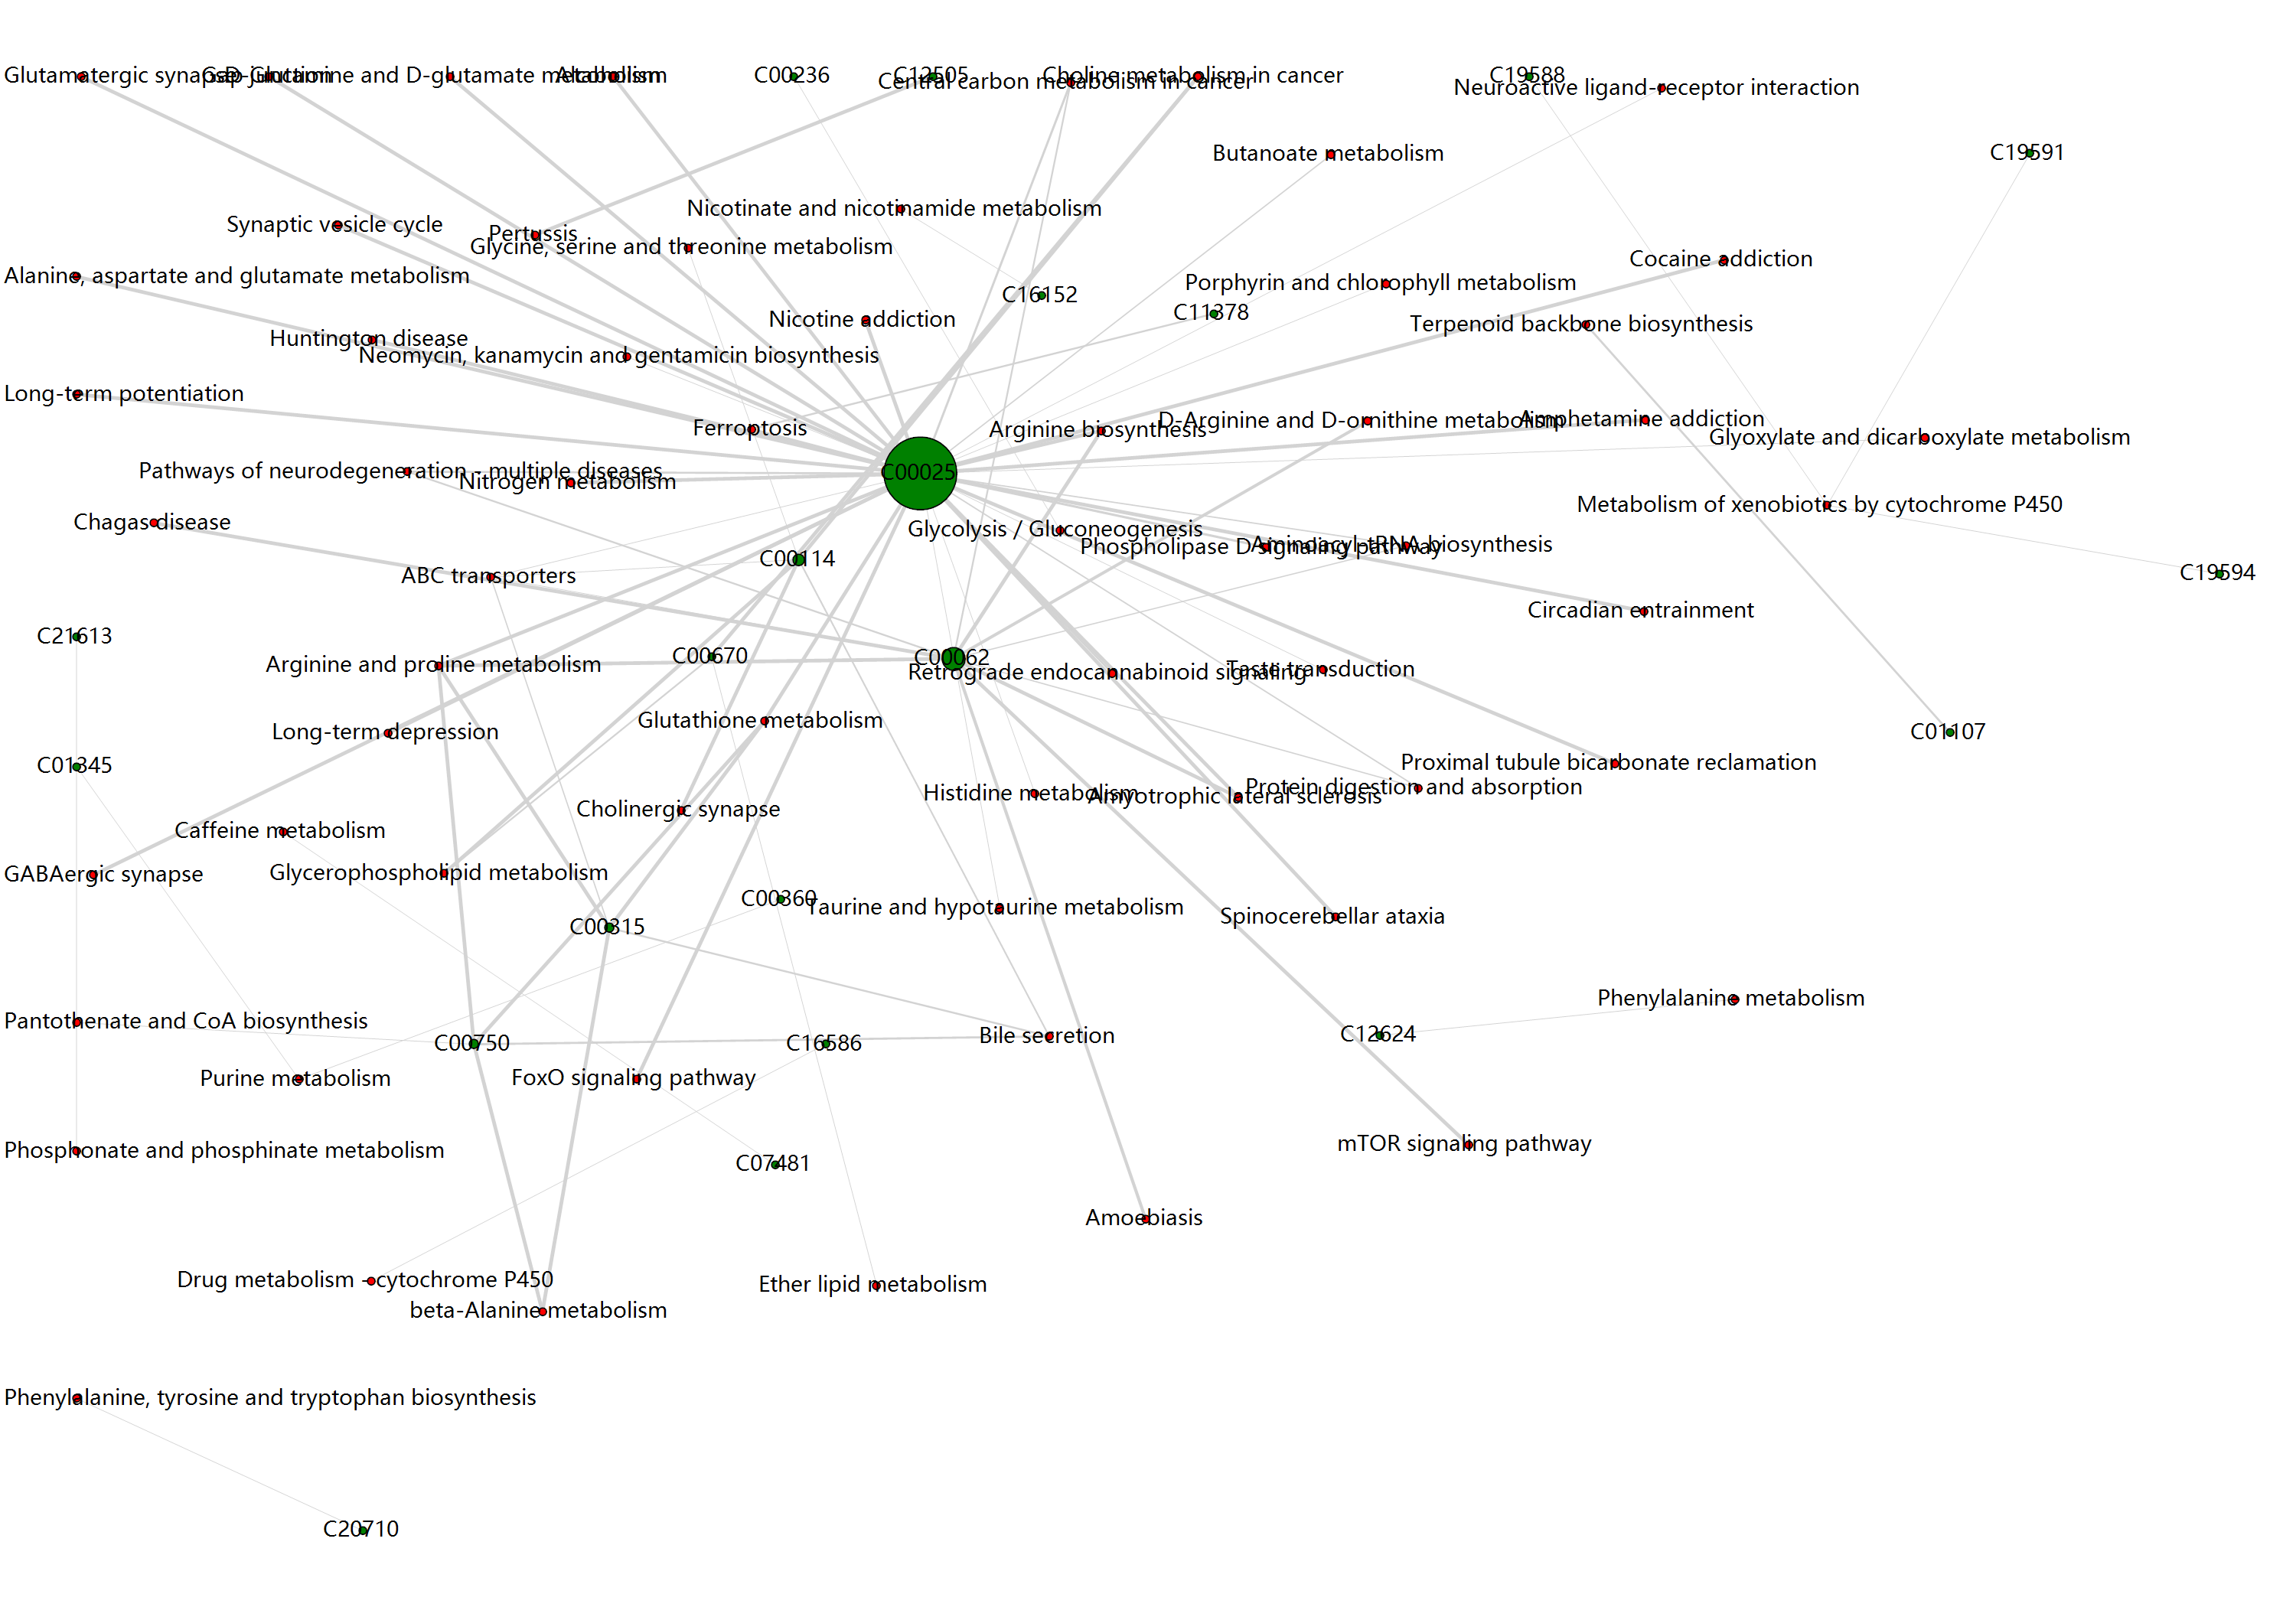 Glutamatergic synapse
Gap junction
D-Glutamine and D-glutamate metabolism
Alcoholism
C00236
C12505
Central carbon metabolism in cancer
Choline metabolism in cancer
C19588
Neuroactive ligand-receptor interaction
Butanoate metabolism
C19591
Nicotinate and nicotinamide metabolism
Synaptic vesicle cycle
Pertussis
Glycine, serine and threonine metabolism
Cocaine addiction
Alanine, aspartate and glutamate metabolism
Porphyrin and chlorophyll metabolism
C16152
C11378
Nicotine addiction
Terpenoid backbone biosynthesis
Huntington disease
Neomycin, kanamycin and gentamicin biosynthesis
Long-term potentiation
Ferroptosis
Arginine biosynthesis
D-Arginine and D-ornithine metabolism
Amphetamine addiction
Glyoxylate and dicarboxylate metabolism
Pathways of neurodegeneration - multiple diseases
C00025
Nitrogen metabolism
Metabolism of xenobiotics by cytochrome P450
Chagas disease
Glycolysis / Gluconeogenesis
Phospholipase D signaling pathway
Aminoacyl-tRNA biosynthesis
C00114
ABC transporters
C19594
Circadian entrainment
C21613
Arginine and proline metabolism
C00670
C00062
Retrograde endocannabinoid signaling
Taste transduction
Glutathione metabolism
Long-term depression
C01107
C01345
Proximal tubule bicarbonate reclamation
Histidine metabolism
Amyotrophic lateral sclerosis
Protein digestion and absorption
Cholinergic synapse
Caffeine metabolism
GABAergic synapse
Glycerophospholipid metabolism
C00360
Taurine and hypotaurine metabolism
Spinocerebellar ataxia
C00315
Phenylalanine metabolism
Pantothenate and CoA biosynthesis
C00750
C16586
Bile secretion
C12624
Purine metabolism
FoxO signaling pathway
Phosphonate and phosphinate metabolism
mTOR signaling pathway
C07481
Amoebiasis
Drug metabolism - cytochrome P450
Ether lipid metabolism
beta-Alanine metabolism
Phenylalanine, tyrosine and tryptophan biosynthesis
C20710